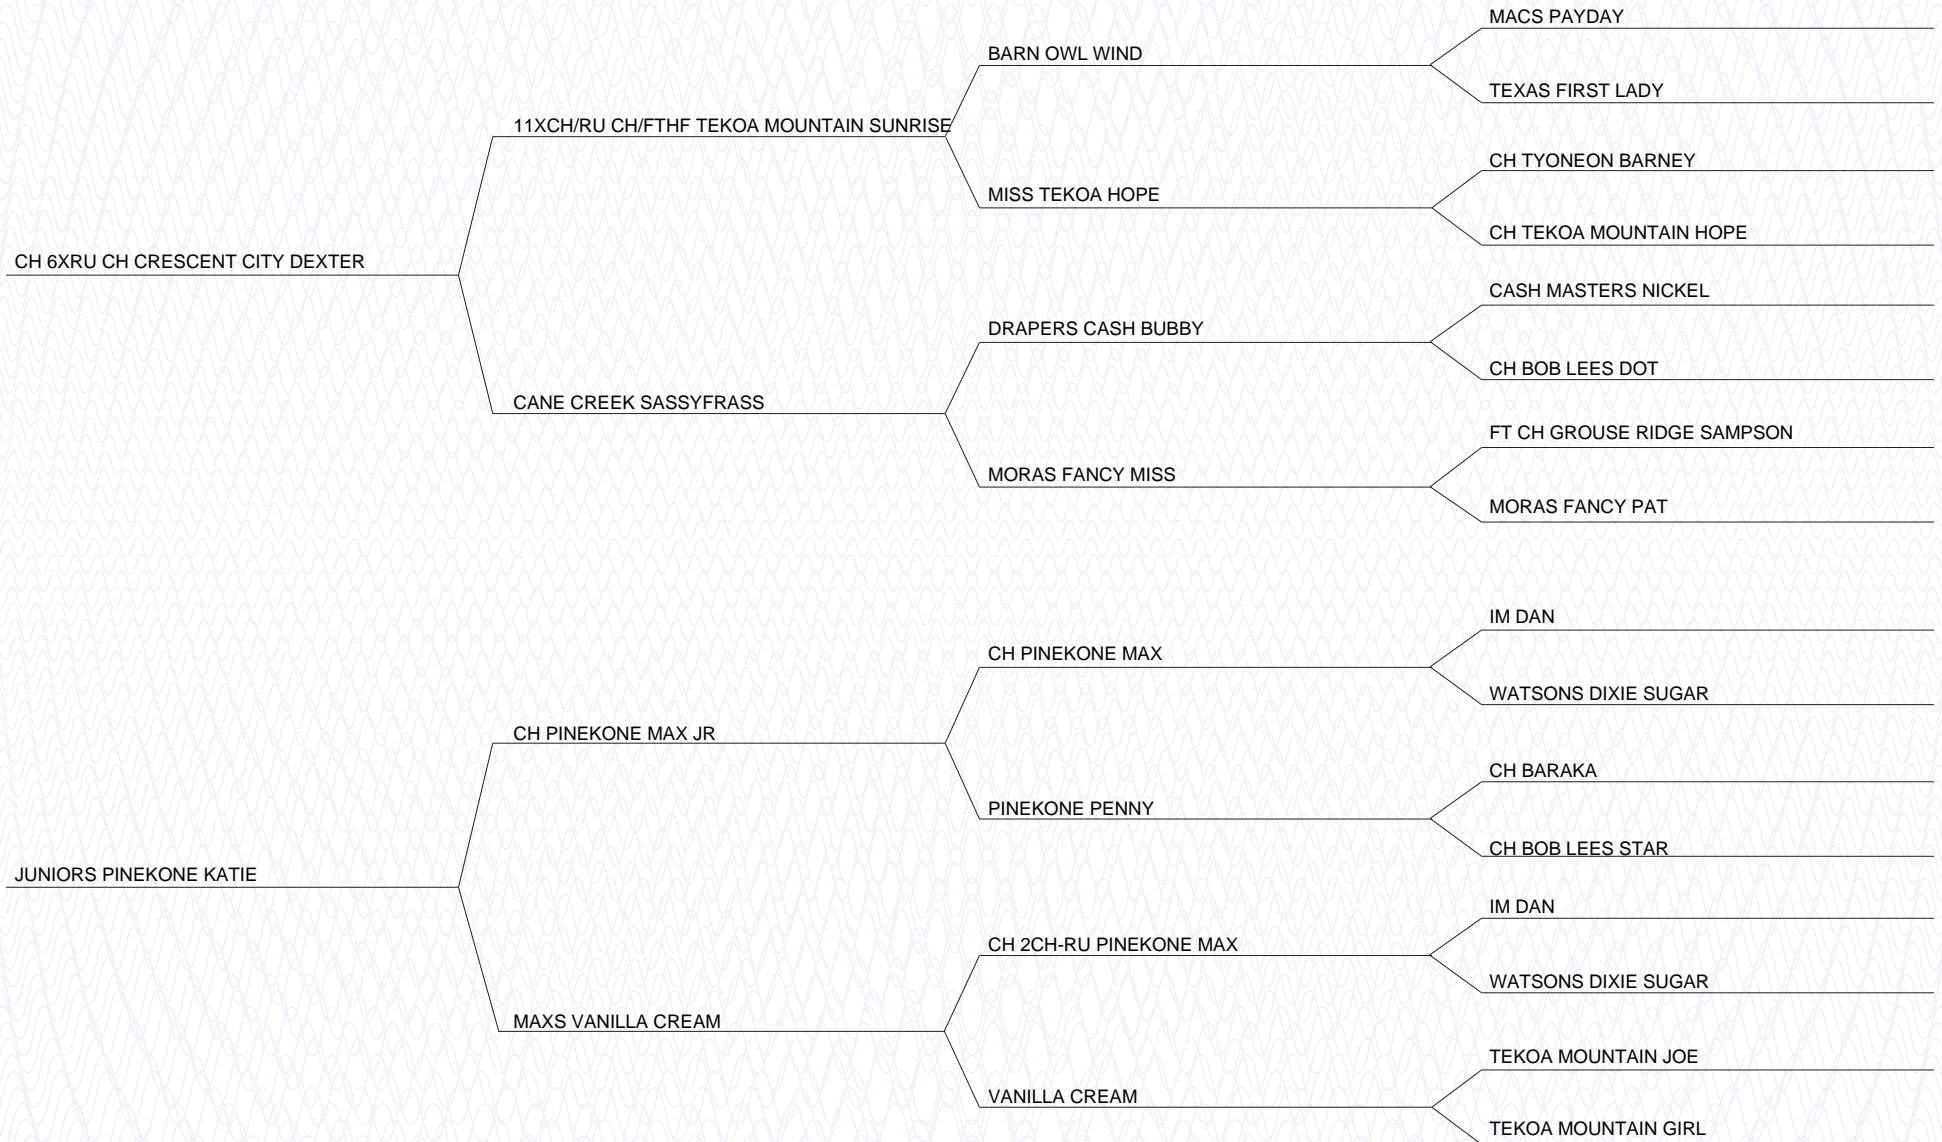 MACS PAYDAY
BARN OWL WIND
TEXAS FIRST LADY
11XCH/RU CH/FTHF TEKOA MOUNTAIN SUNRISE
CH TYONEON BARNEY
MISS TEKOA HOPE
CH TEKOA MOUNTAIN HOPE
CH 6XRU CH CRESCENT CITY DEXTER
CASH MASTERS NICKEL
DRAPERS CASH BUBBY
CH BOB LEES DOT
CANE CREEK SASSYFRASS
FT CH GROUSE RIDGE SAMPSON
MORAS FANCY MISS
MORAS FANCY PAT
IM DAN
CH PINEKONE MAX
WATSONS DIXIE SUGAR
CH PINEKONE MAX JR
CH BARAKA
PINEKONE PENNY
CH BOB LEES STAR
JUNIORS PINEKONE KATIE
IM DAN
CH 2CH-RU PINEKONE MAX
WATSONS DIXIE SUGAR
MAXS VANILLA CREAM
TEKOA MOUNTAIN JOE
VANILLA CREAM
TEKOA MOUNTAIN GIRL